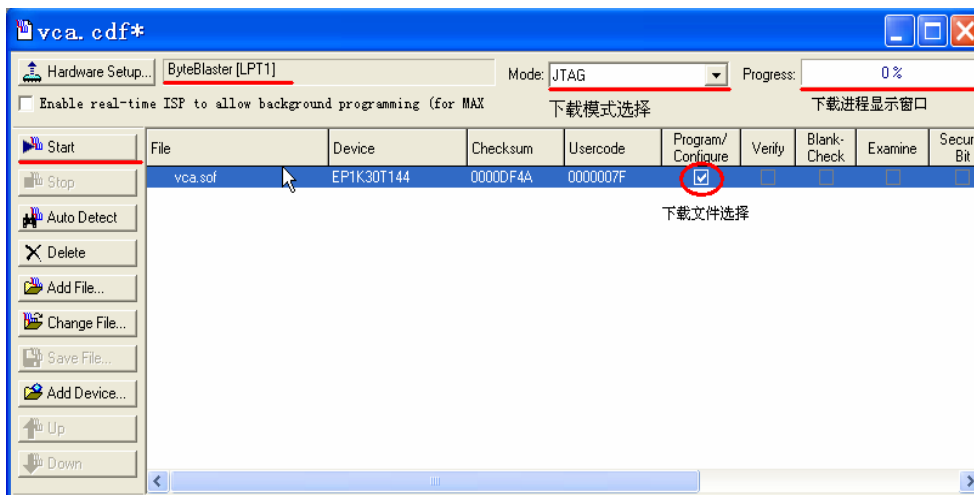 vca.cdf*
Hardware Setup... ByteBlaster [LPT1] Mode: JTAG Progress: 0%
Enable real-time ISP to allow background programming (for MAX 下载模式选择 下载进程显示窗口
Start File Device Checksum Usercode Program/Configure Verify Blank-Check Examine Secur Bit
Stop vca.sof EP1K30T144 0000DF4A 0000007F
下载文件选择
Auto Detect
Delete
Add File...
Change File...
Save File...
Add Device...
Up
Down